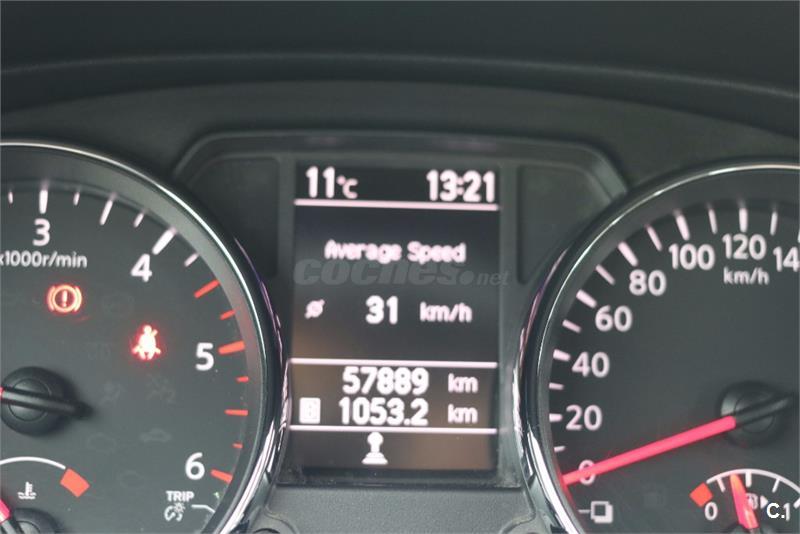 11°C 13:21
Average Speed
coches.net
ø 31 km/h
57889 km
B 1053.2 km
3
x1000r/min
4
5
6
TRIP
0
20
40
60
80
100
120
14
km/h
0 1
C.1